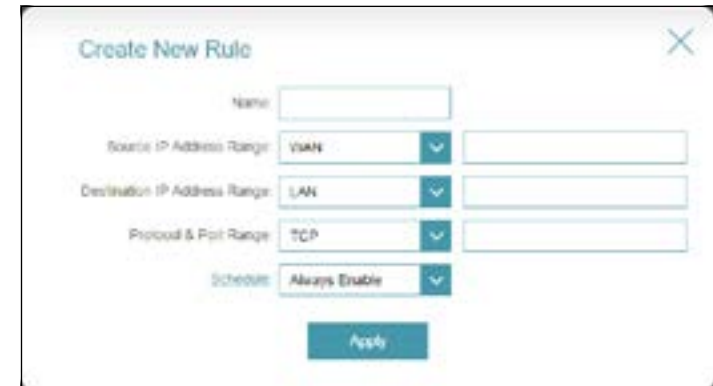 Create New Rule
Name:
Source IP Address Range: WAN
Destination IP Address Range: LAN
Protocol & Port Range: TCP
Schedule: Always Enable
Apply